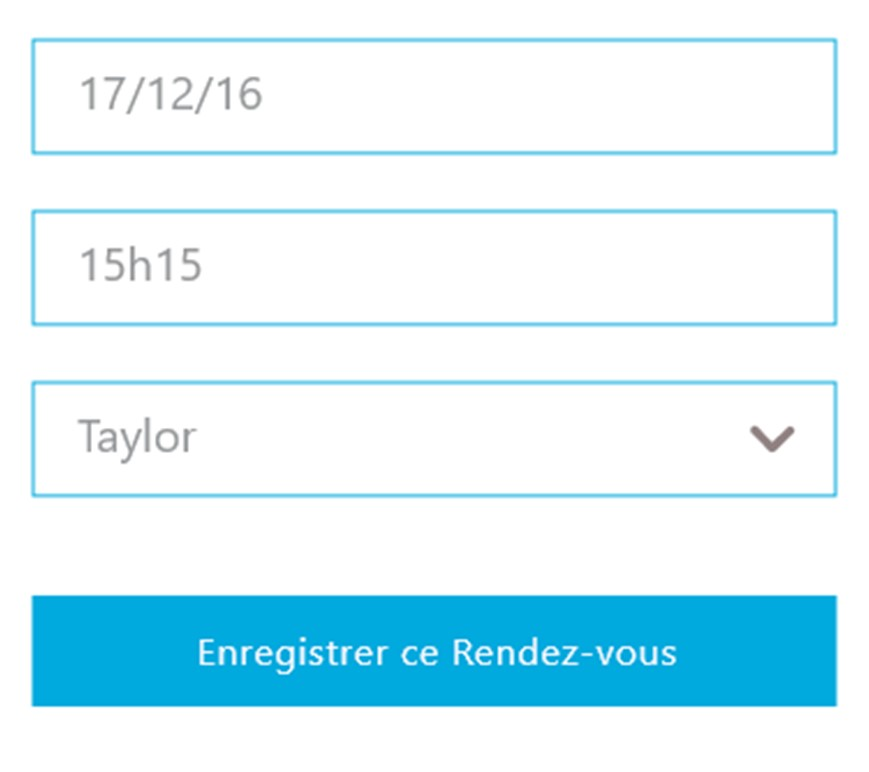 17/12/16
15h15
Taylor
Enregistrer ce Rendez-vous